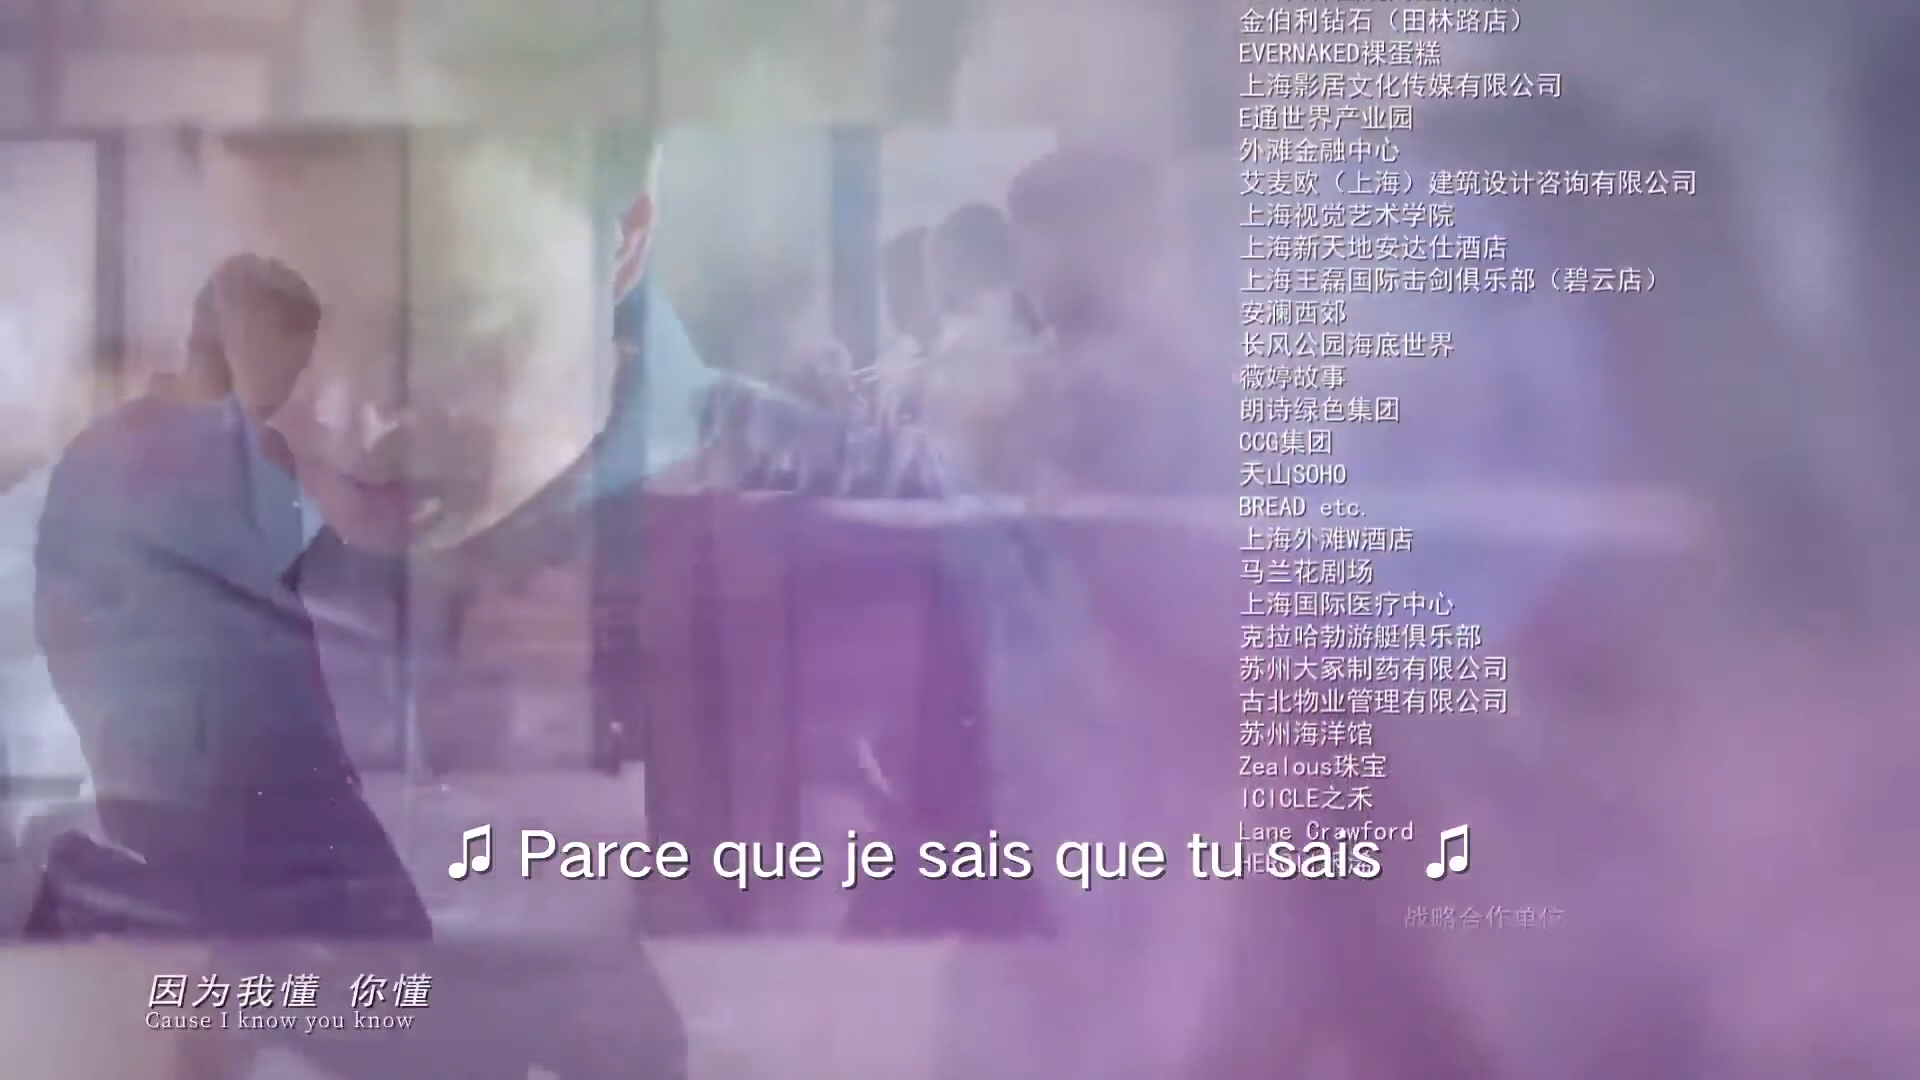 金伯利钻石（田林路店）
EVERNAKED裸蛋糕
上海影居文化传媒有限公司
E通世界产业园
外滩金融中心
艾麦欧（上海）建筑设计咨询有限公司
上海视觉艺术学院
上海新天地安达仕酒店
上海王磊国际击剑俱乐部（碧云店）
安澜西郊
长风公园海底世界
薇婷故事
朗诗绿色集团
CCG集团
天山SOHO
BREAD etc.
上海外滩W酒店
马兰花剧场
上海国际医疗中心
克拉哈勃游艇俱乐部
苏州大冢制药有限公司
古北物业管理有限公司
苏州海洋馆
Zealous珠宝
ICICLE之禾
Lane Crawford
♫ Parce que je sais que tu sais ♫
战略合作单位
因为我懂 你懂
Cause I know you know